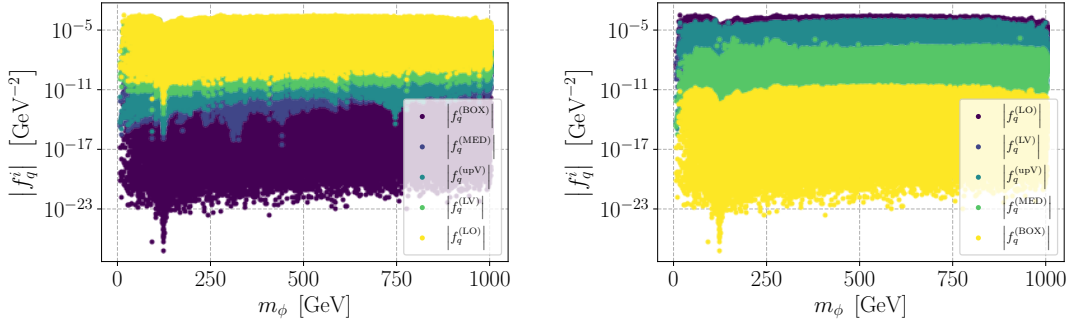 10^{-5}
10^{-11}
10^{-17}
10^{-23}
|f_q^i| [GeV^{-2}]
|f_q^{(BOX)}|
|f_q^{(MED)}|
|f_q^{(upV)}|
|f_q^{(LV)}|
|f_q^{(LO)}|
0 250 500 750 1000
m_ϕ [GeV]
10^{-5}
10^{-11}
10^{-17}
10^{-23}
|f_q^i| [GeV^{-2}]
|f_q^{(LO)}|
|f_q^{(LV)}|
|f_q^{(upV)}|
|f_q^{(MED)}|
|f_q^{(BOX)}|
0 250 500 750 1000
m_ϕ [GeV]